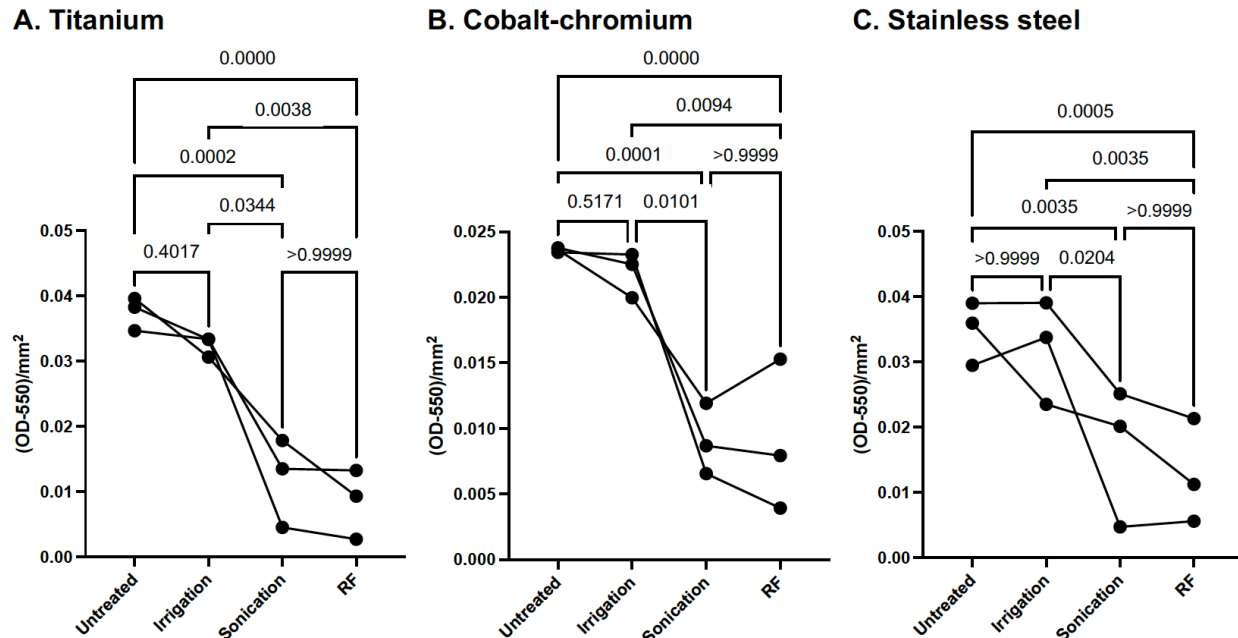 A. Titanium
0.0000
0.0038
0.0002
0.0344
0.4017
>0.9999
(OD-550)/mm²
0.05
0.04
0.03
0.02
0.01
0.00
Untreated
Irrigation
Sonication
RF
B. Cobalt-chromium
0.0000
0.0094
0.0001
>0.9999
0.5171
0.0101
(OD-550)/mm²
0.025
0.020
0.015
0.010
0.005
0.000
Untreated
Irrigation
Sonication
RF
C. Stainless steel
0.0005
0.0035
0.0035
>0.9999
>0.9999
0.0204
(OD-550)/mm²
0.05
0.04
0.03
0.02
0.01
0.00
Untreated
Irrigation
Sonication
RF